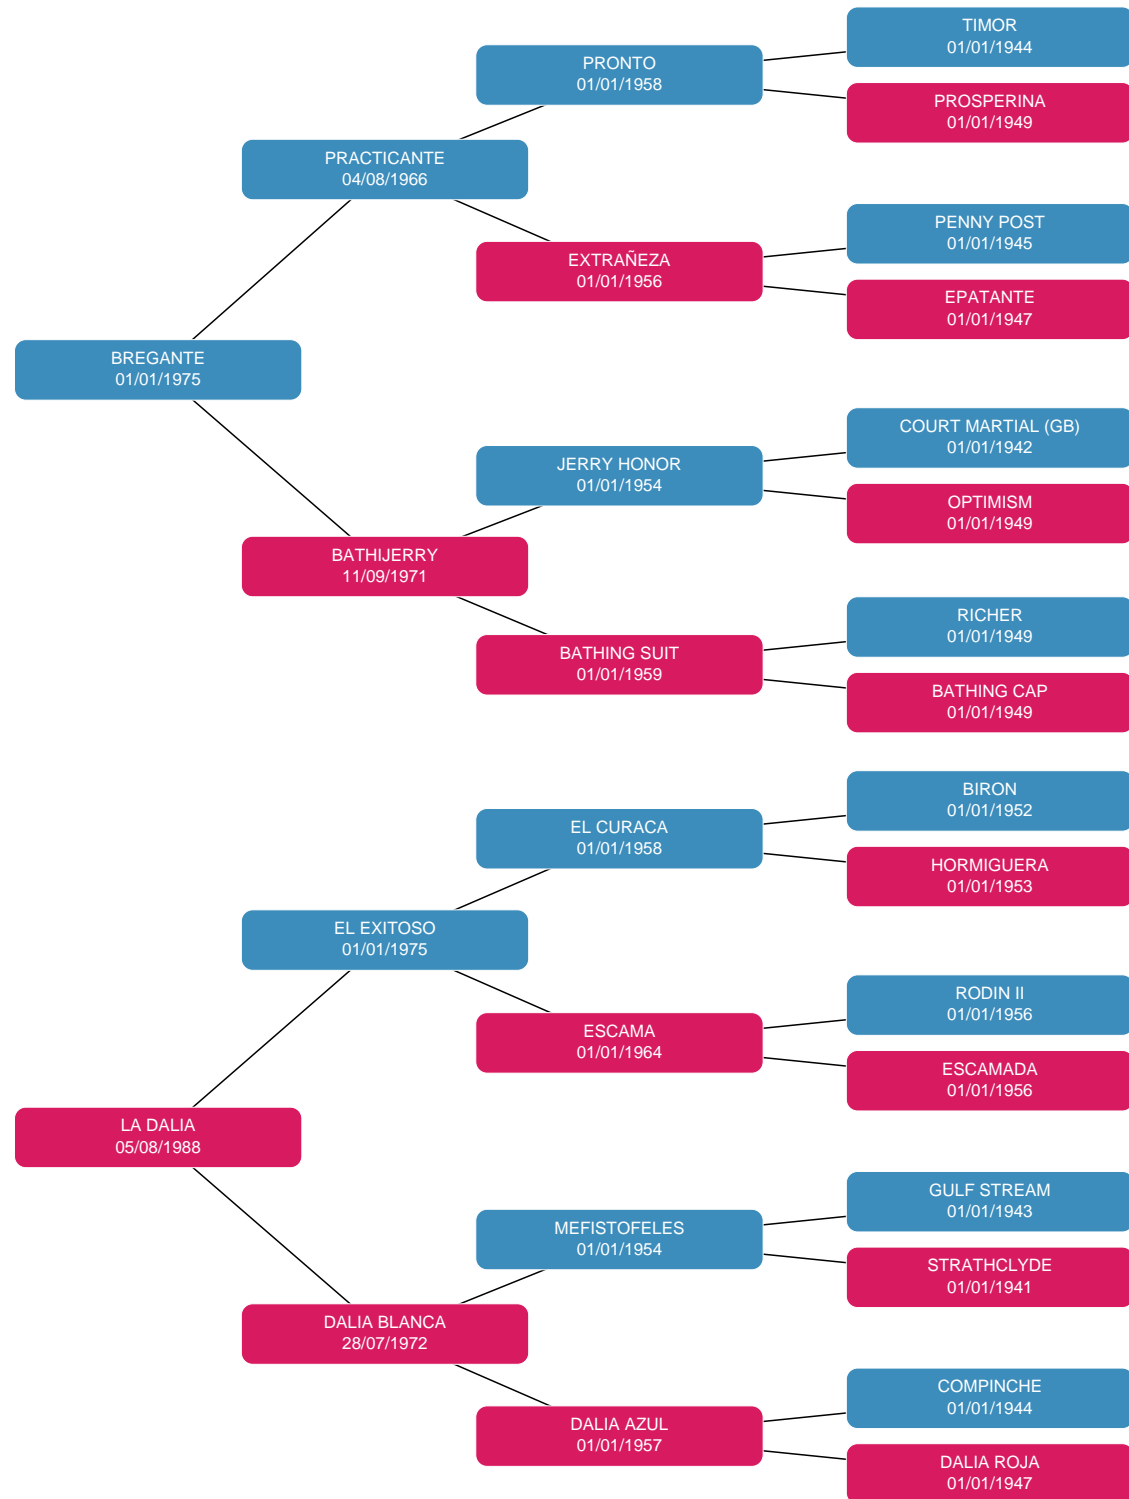 TIMOR
01/01/1944
PRONTO
01/01/1958
PROSPERINA
01/01/1949
PRACTICANTE
04/08/1966
PENNY POST
01/01/1945
EXTRAÑEZA
01/01/1956
EPATANTE
01/01/1947
BREGANTE
01/01/1975
COURT MARTIAL (GB)
01/01/1942
JERRY HONOR
01/01/1954
OPTIMISM
01/01/1949
BATHIJERRY
11/09/1971
RICHER
01/01/1949
BATHING SUIT
01/01/1959
BATHING CAP
01/01/1949
BIRON
01/01/1952
EL CURACA
01/01/1958
HORMIGUERA
01/01/1953
EL EXITOSO
01/01/1975
RODIN II
01/01/1956
ESCAMA
01/01/1964
ESCAMADA
01/01/1956
LA DALIA
05/08/1988
GULF STREAM
01/01/1943
MEFISTOFELES
01/01/1954
STRATHCLYDE
01/01/1941
DALIA BLANCA
28/07/1972
COMPINCHE
01/01/1944
DALIA AZUL
01/01/1957
DALIA ROJA
01/01/1947